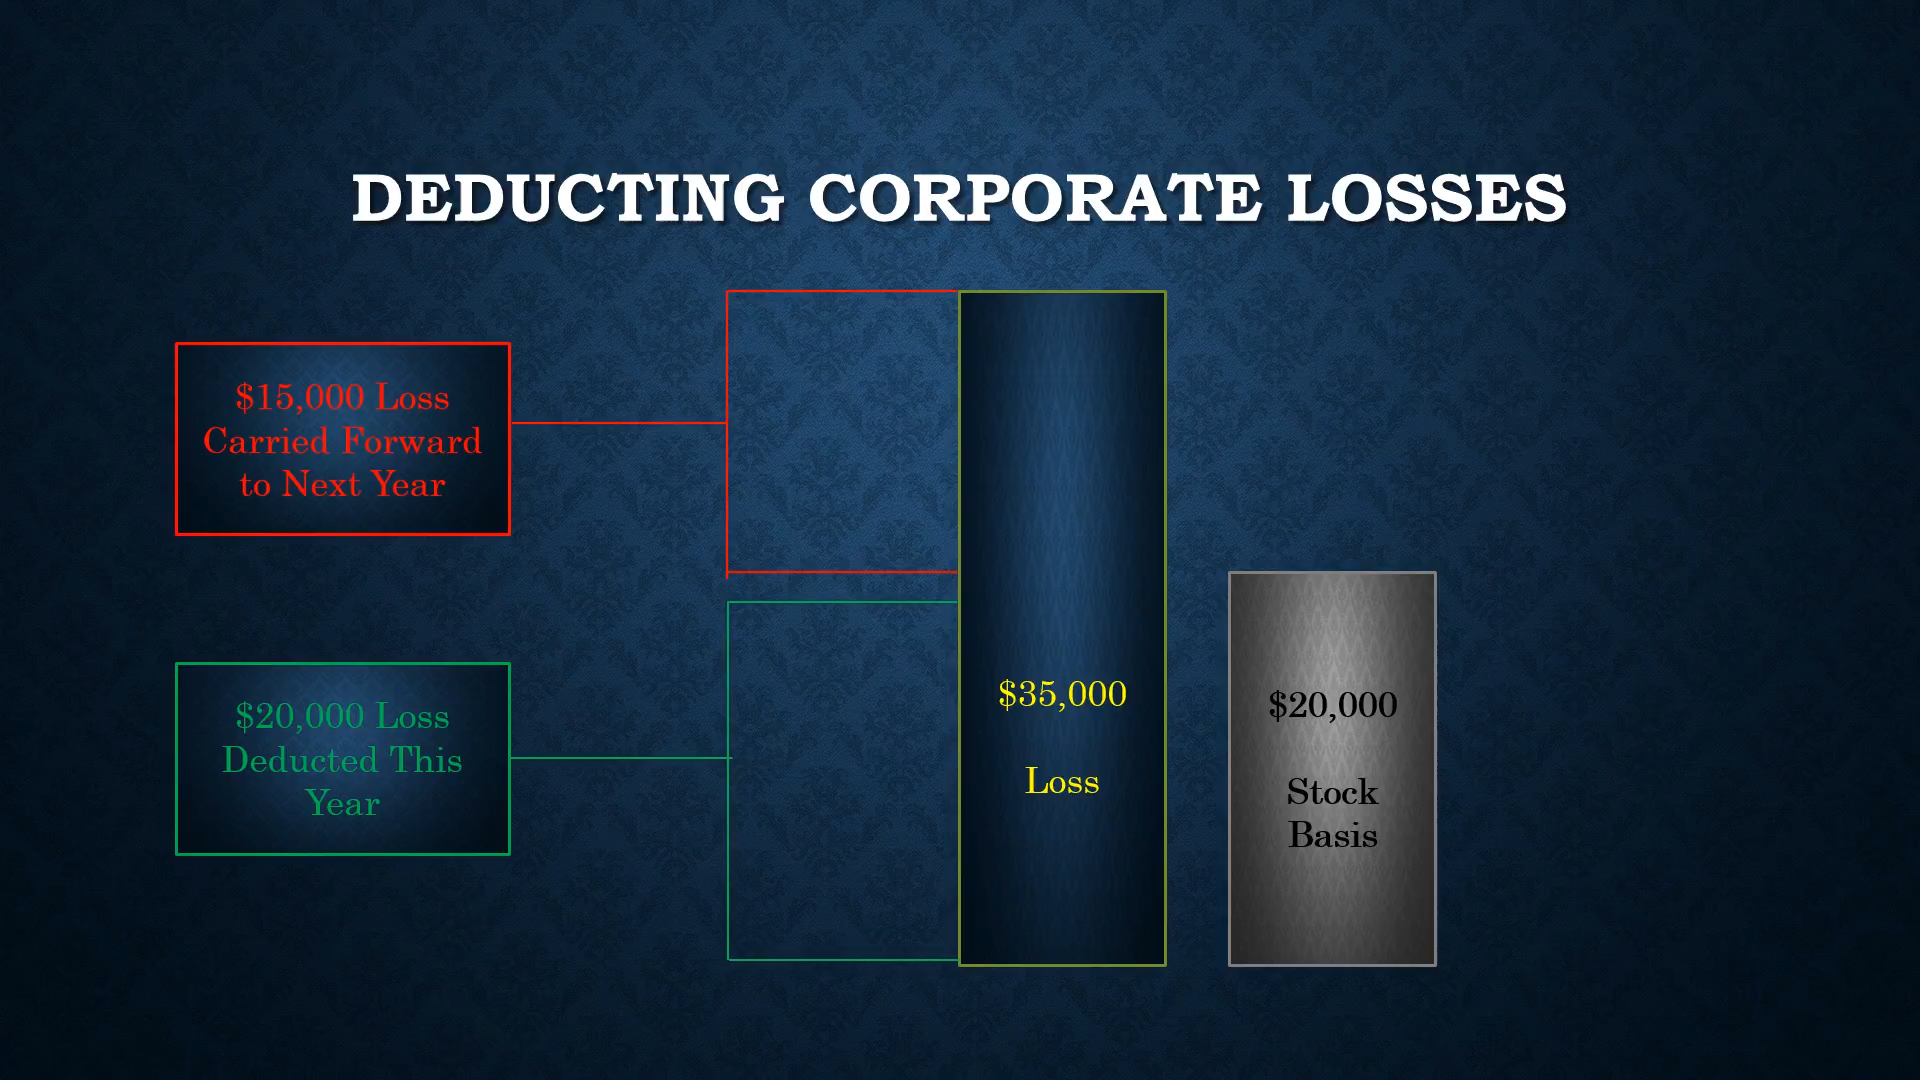 DEDUCTING CORPORATE LOSSES
$15,000 Loss
Carried Forward
to Next Year
$20,000 Loss
Deducted This
Year
$35,000
Loss
$20,000
Stock
Basis